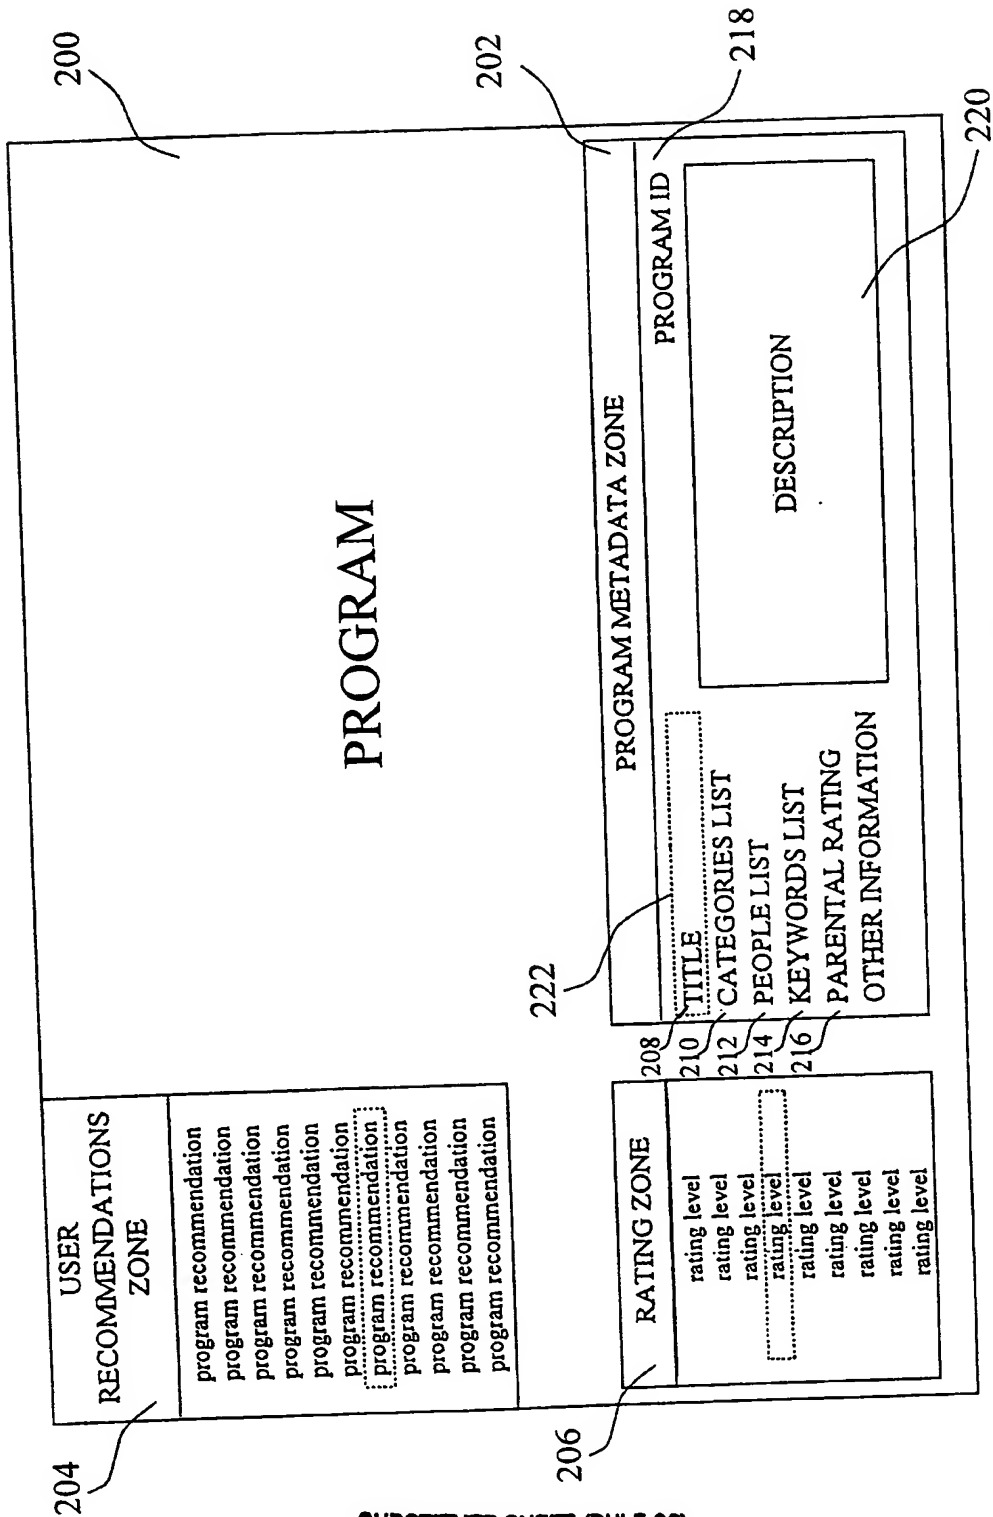 200
PROGRAM
204
USER
RECOMMENDATIONS
ZONE
program recommendation
program recommendation
program recommendation
program recommendation
program recommendation
program recommendation
program recommendation
program recommendation
program recommendation
program recommendation
program recommendation
202
PROGRAM METADATA ZONE
PROGRAM ID
218
222
208 TITLE
210 CATEGORIES LIST
212 PEOPLE LIST
214 KEYWORDS LIST
216 PARENTAL RATING
OTHER INFORMATION
DESCRIPTION
220
206
RATING ZONE
rating level
rating level
rating level
rating level
rating level
rating level
rating level
rating level
rating level